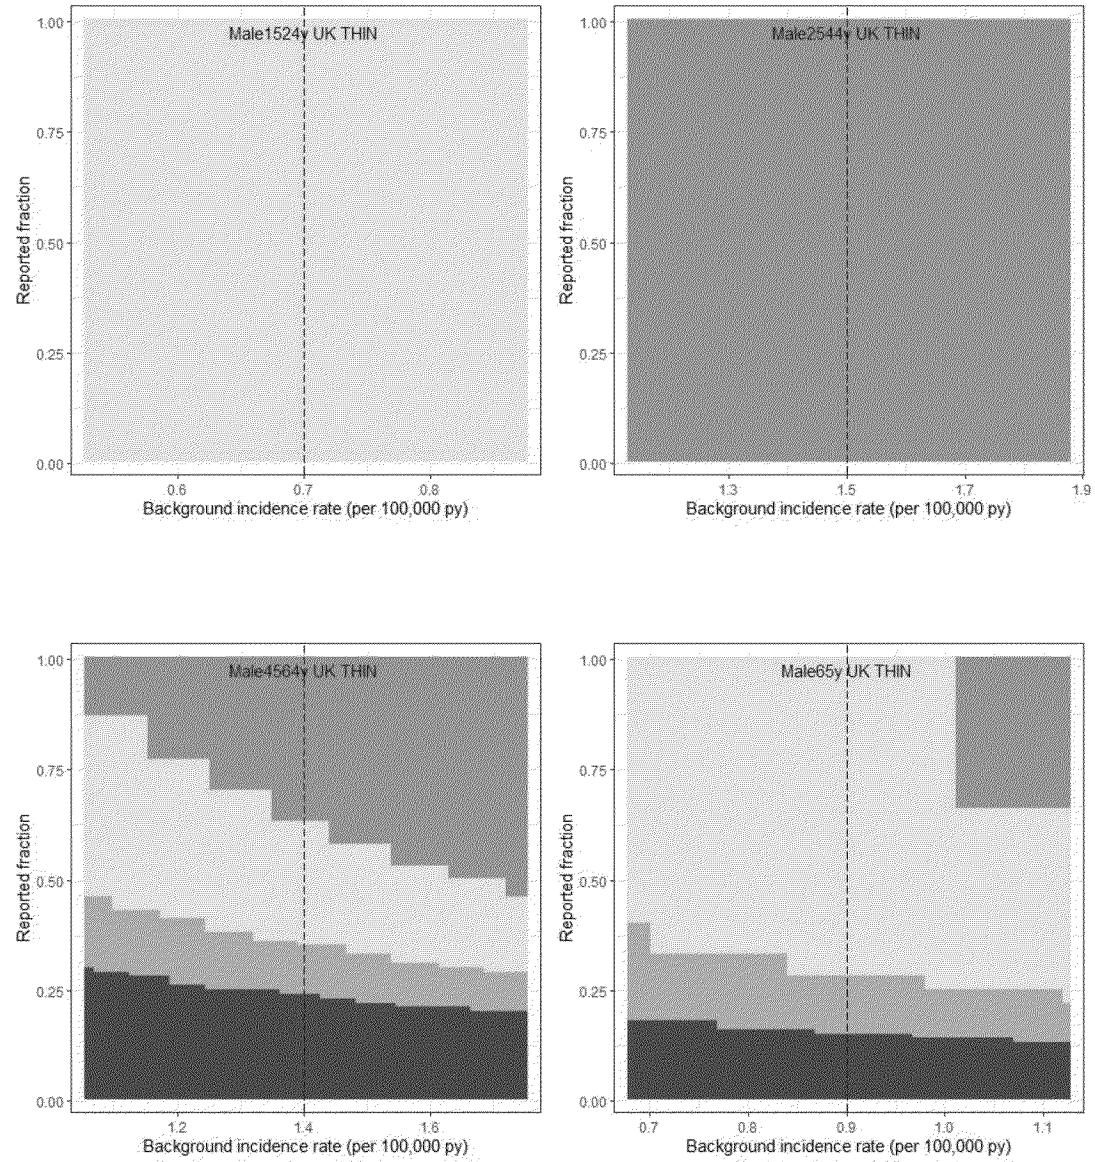 Male1524y UK THIN
1.00
0.75
0.50
0.25
0.00
Reported fraction
0.6 0.7 0.8
Background incidence rate (per 100,000 py)
Male2544y UK THIN
1.00
0.75
0.50
0.25
0.00
Reported fraction
1.3 1.5 1.7 1.9
Background incidence rate (per 100,000 py)
Male4564y UK THIN
1.00
0.75
0.50
0.25
0.00
Reported fraction
1.2 1.4 1.6
Background incidence rate (per 100,000 py)
Male65y UK THIN
1.00
0.75
0.50
0.25
0.00
Reported fraction
0.7 0.8 0.9 1.0 1.1
Background incidence rate (per 100,000 py)